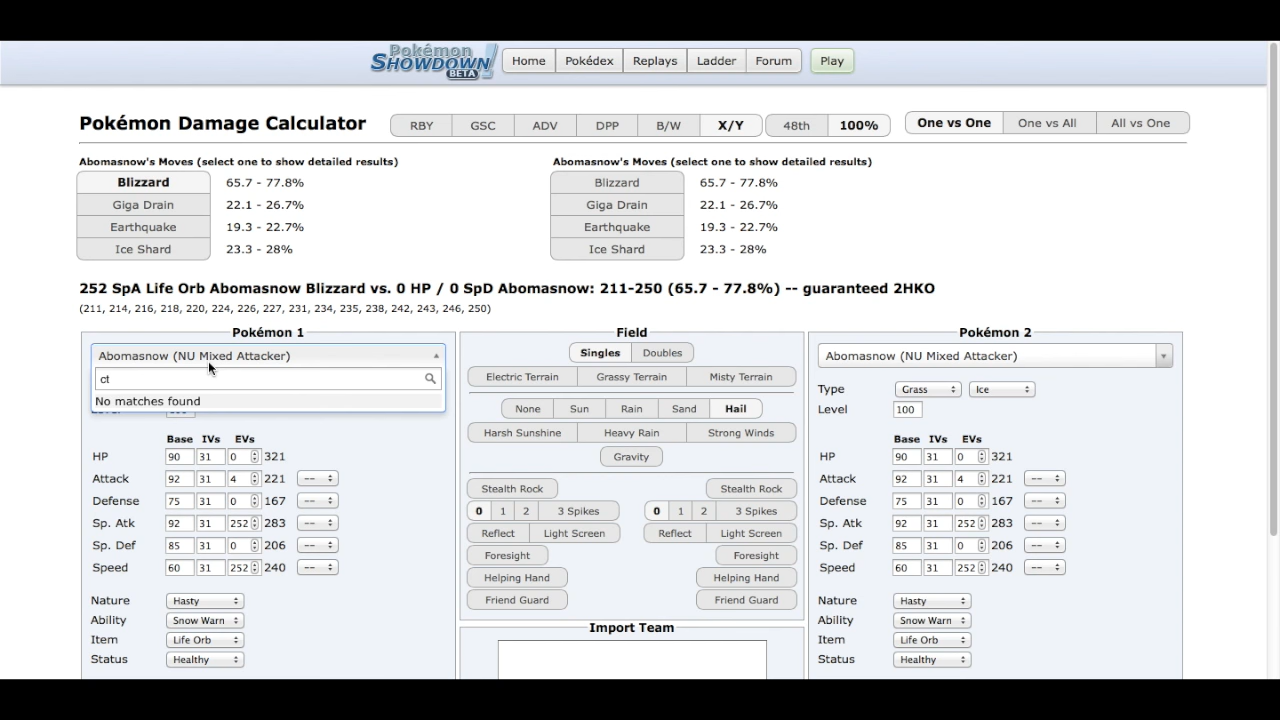 Pokémon SHOWDOWN! BETA Home Pokédex Replays Ladder Forum Play
Pokémon Damage Calculator RBY GSC ADV DPP B/W X/Y 48th 100% One vs One One vs All All vs One
Abomasnow's Moves (select one to show detailed results) Abomasnow's Moves (select one to show detailed results)
Blizzard 65.7 - 77.8% Blizzard 65.7 - 77.8%
Giga Drain 22.1 - 26.7% Giga Drain 22.1 - 26.7%
Earthquake 19.3 - 22.7% Earthquake 19.3 - 22.7%
Ice Shard 23.3 - 28% Ice Shard 23.3 - 28%
252 SpA Life Orb Abomasnow Blizzard vs. 0 HP / 0 SpD Abomasnow: 211-250 (65.7 - 77.8%) -- guaranteed 2HKO
(211, 214, 216, 218, 220, 224, 226, 227, 231, 234, 235, 238, 242, 243, 246, 250)
Pokémon 1
Abomasnow (NU Mixed Attacker)
ct
No matches found
Base IVs EVs
HP 90 31 0 321
Attack 92 31 4 221 --
Defense 75 31 0 167 --
Sp. Atk 92 31 252 283 --
Sp. Def 85 31 0 206 --
Speed 60 31 252 240 --
Nature Hasty
Ability Snow Warn
Item Life Orb
Status Healthy
Field
Singles Doubles
Electric Terrain Grassy Terrain Misty Terrain
None Sun Rain Sand Hail
Harsh Sunshine Heavy Rain Strong Winds
Gravity
Stealth Rock Stealth Rock
0 1 2 3 Spikes 0 1 2 3 Spikes
Reflect Light Screen Reflect Light Screen
Foresight Foresight
Helping Hand Helping Hand
Friend Guard Friend Guard
Import Team
Pokémon 2
Abomasnow (NU Mixed Attacker)
Type Grass Ice
Level 100
Base IVs EVs
HP 90 31 0 321
Attack 92 31 4 221 --
Defense 75 31 0 167 --
Sp. Atk 92 31 252 283 --
Sp. Def 85 31 0 206 --
Speed 60 31 252 240 --
Nature Hasty
Ability Snow Warn
Item Life Orb
Status Healthy